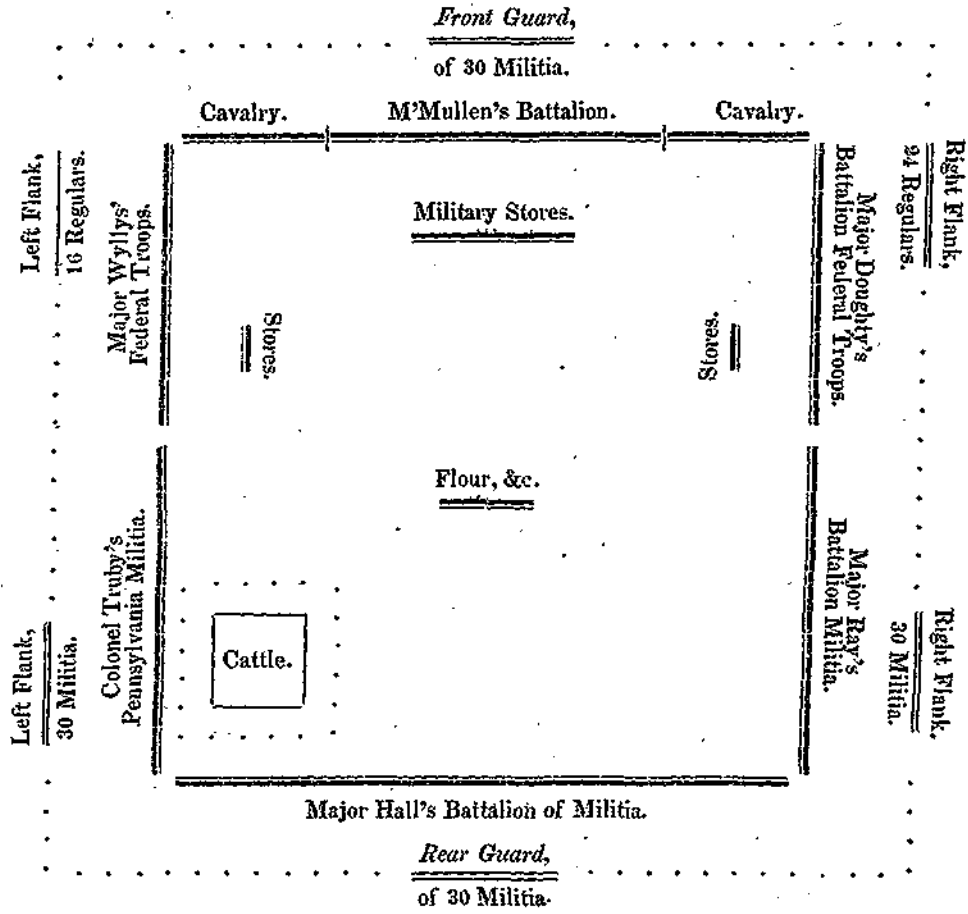 Front Guard,
of 30 Militia.
Cavalry.
M'Mullen's Battalion.
Cavalry.
Left Flank,
16 Regulars.
Major Wyllys'
Federal Troops.
Military Stores.
Major Doughty's
Battalion Federal Troops.
Right Flank,
24 Regulars.
Stores.
Stores.
Flour, &c.
Left Flank,
30 Militia.
Colonel Truby's
Pennsylvania Militia.
Cattle.
Major Ray's
Battalion Militia.
Right Flank,
30 Militia.
Major Hall's Battalion of Militia.
Rear Guard,
of 30 Militia.